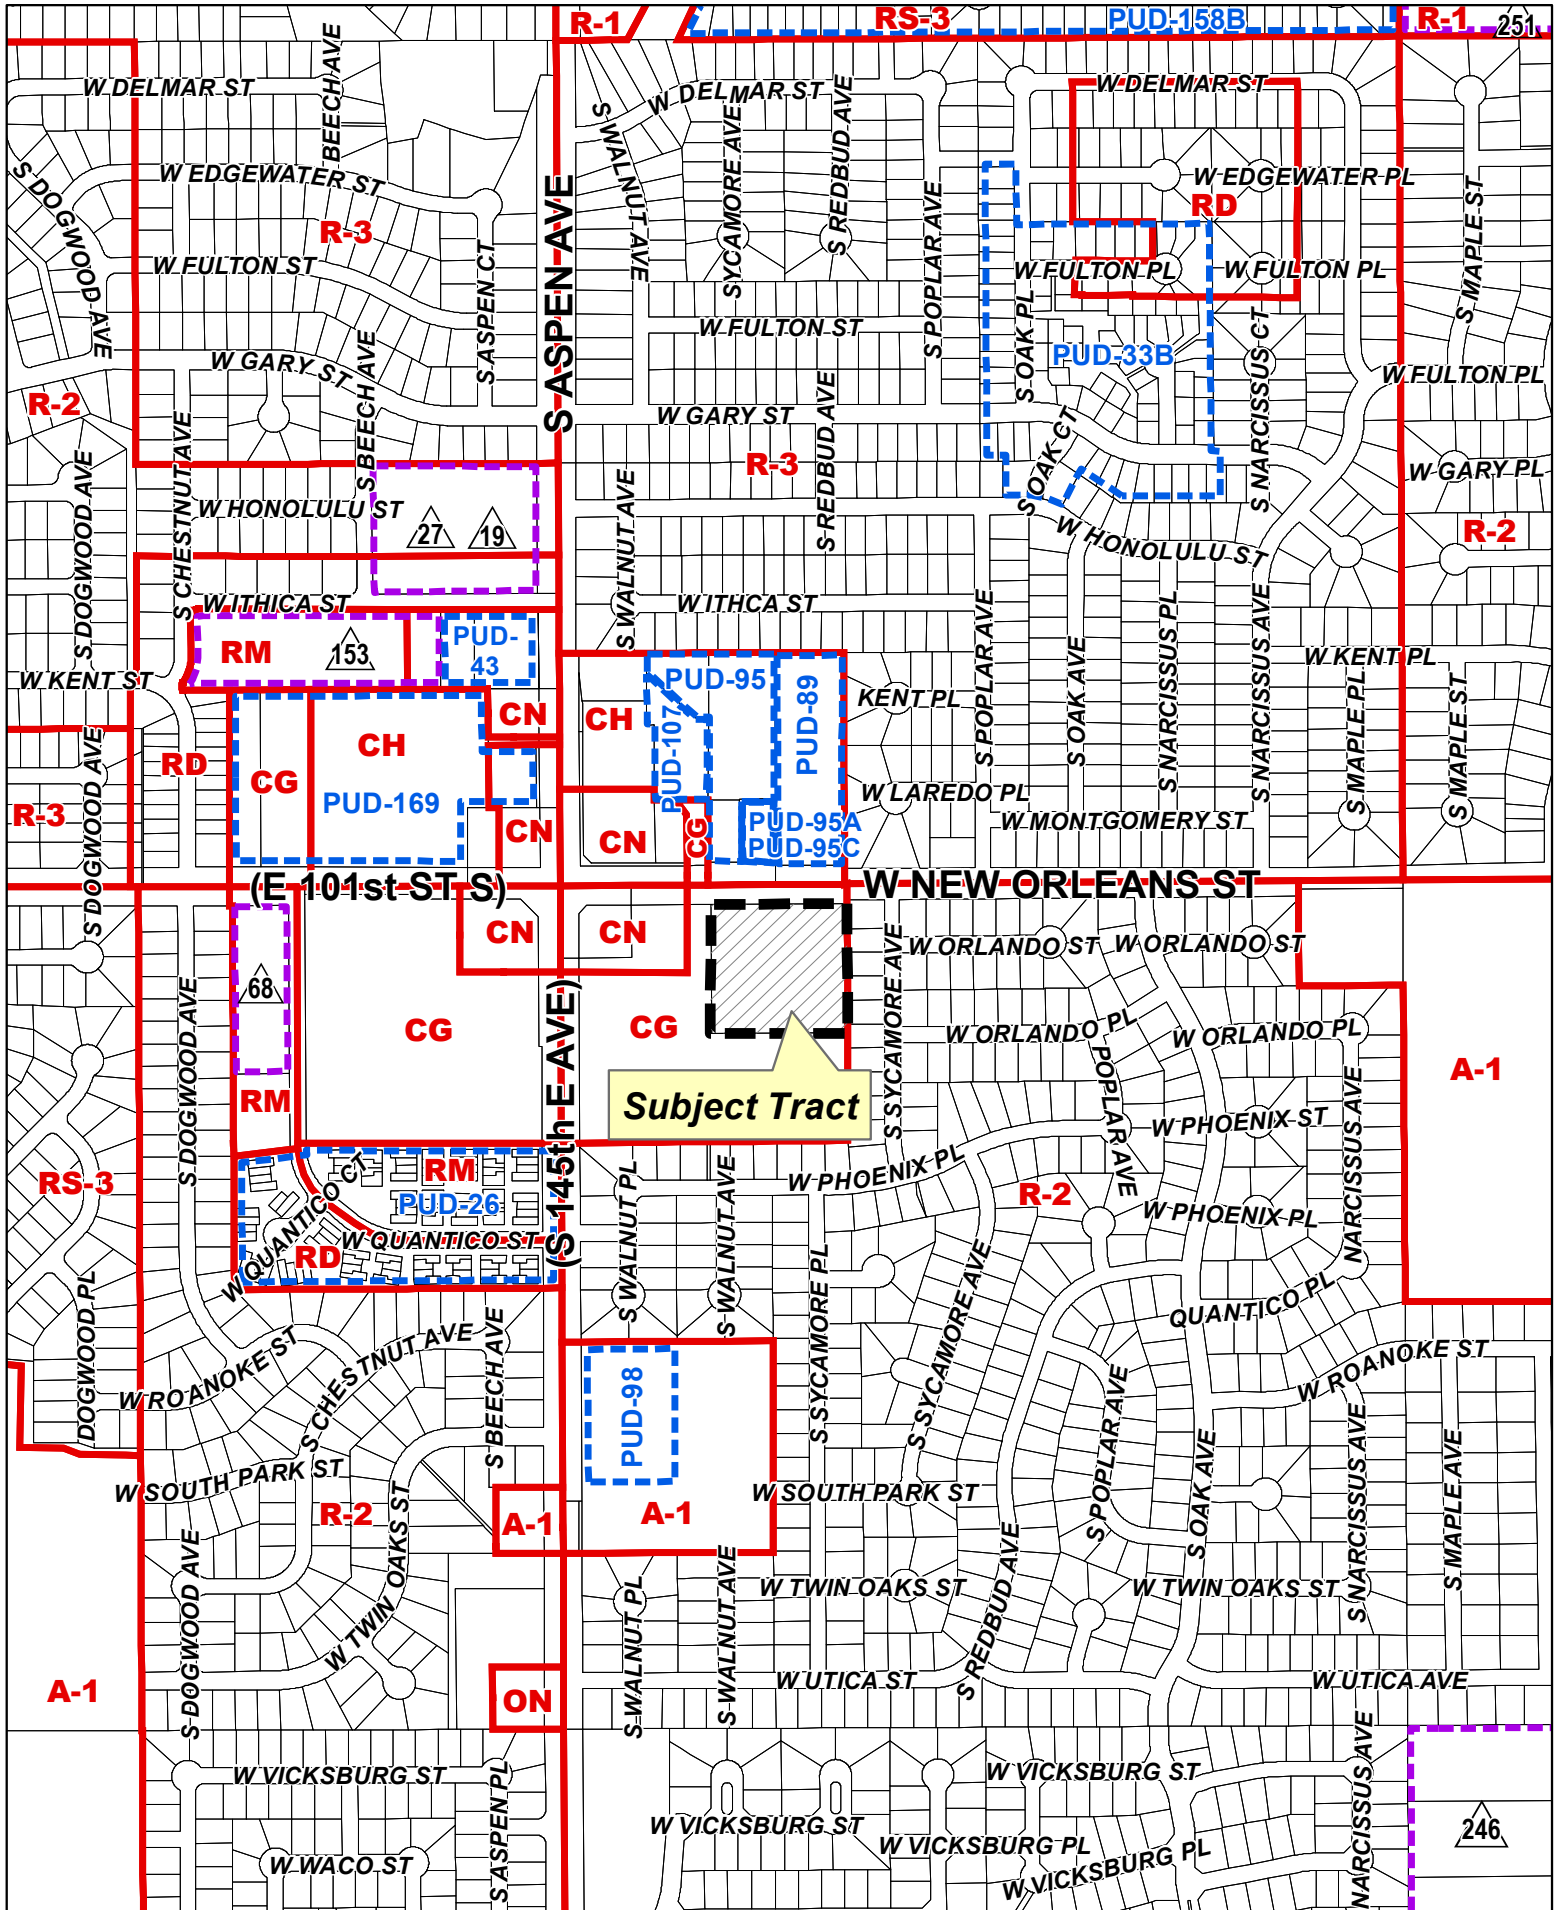 R-1
RS-3
PUD-158B
R-1
251
W DELMAR ST
BEECH AVE
S WALNUT AVE
W DELMAR ST
SYCAMORE AVE
S REDBUD AVE
W DELMAR ST
S DOGWOOD AVE
W EDGEWATER ST
R-3
W FULTON ST
S ASPEN CT
S ASPEN AVE
S POPLAR AVE
W EDGEWATER PL
RD
S MAPLE ST
W FULTON PL
W FULTON PL
W FULTON ST
S OAK PL
PUD-33B
S NARCISSUS CT
W FULTON PL
W GARY ST
S BEECH AVE
R-2
W GARY ST
R-3
S REDBUD AVE
S OAK CT
W GARY PL
S CHESTNUT AVE
S DOGWOOD AVE
W HONOLULU ST
27
19
S WALNUT AVE
W HONOLULU ST
R-2
W ITHICA ST
W ITHCA ST
RM
153
PUD-
43
S POPLAR AVE
S OAK AVE
S NARCISSUS PL
S NARCISSUS AVE
W KENT PL
W KENT ST
PUD-95
PUD-89
PUD-107
KENT PL
CN
CH
CH
CG
RD
PUD-169
S DOGWOOD AVE
R-3
CN
CN
CG
PUD-95A
PUD-95C
W LAREDO PL
W MONTGOMERY ST
S MAPLE PL
S MAPLE ST
(E 101st ST S)
W NEW ORLEANS ST
CN
CN
68
S DOGWOOD AVE
CG
CG
S SYCAMORE AVE
W ORLANDO ST
W ORLANDO ST
W ORLANDO PL
W ORLANDO PL
A-1
Subject Tract
(S 145th E AVE)
RM
POPLAR AVE
W PHOENIX ST
NARCISSUS AVE
RS-3
W QUANTICO CT
RM
PUD-26
W QUANTICO ST
RD
S WALNUT PL
S WALNUT AVE
W PHOENIX PL
R-2
W PHOENIX PL
S SYCAMORE PL
S SYCAMORE AVE
QUANTICO PL
DOGWOOD PL
W ROANOKE ST
S CHESTNUT AVE
S BEECH AVE
PUD-98
W ROANOKE ST
S POPLAR AVE
S OAK AVE
S NARCISSUS AVE
S MAPLE AVE
W SOUTH PARK ST
R-2
A-1
A-1
W SOUTH PARK ST
S DOGWOOD AVE
W TWIN OAKS ST
S WALNUT PL
S WALNUT AVE
W TWIN OAKS ST
S REDBUD AVE
W TWIN OAKS ST
A-1
ON
W UTICA ST
W UTICA AVE
W VICKSBURG ST
S ASPEN PL
W VICKSBURG ST
W VICKSBURG ST
W VICKSBURG PL
W VICKSBURG PL
NARCISSUS AVE
246
W WACO ST